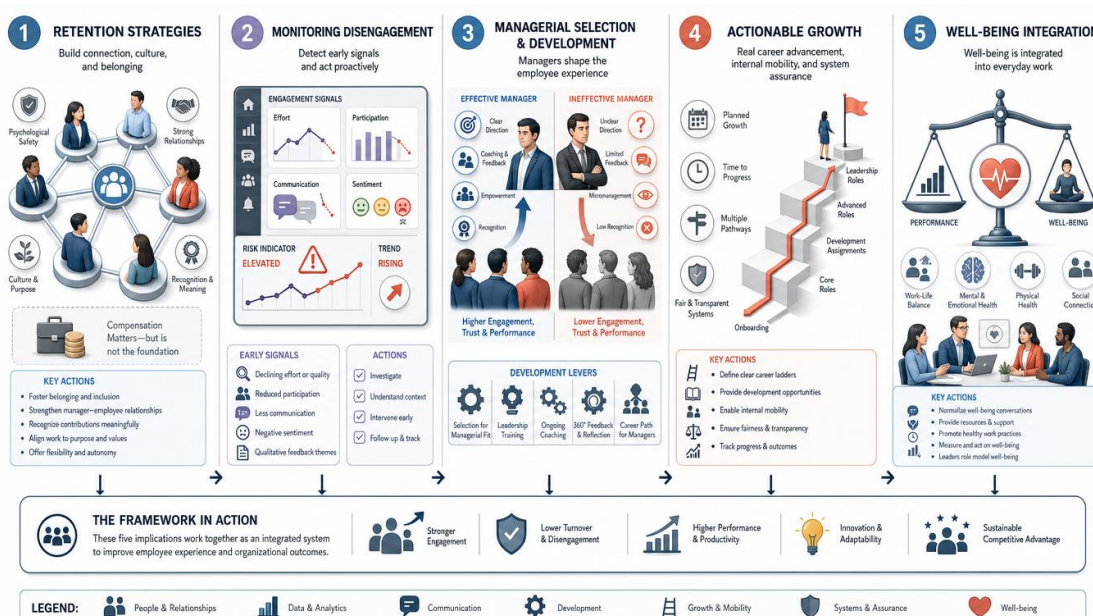 1 RETENTION STRATEGIES
Build connection, culture,
and belonging
Psychological
Safety
Strong
Relationships
Culture &
Purpose
Recognition &
Meaning
Compensation
Matters—but is
not the foundation
KEY ACTIONS
• Foster belonging and inclusion
• Strengthen manager–employee relationships
• Recognize contributions meaningfully
• Align work to purpose and values
• Offer flexibility and autonomy
2 MONITORING DISENGAGEMENT
Detect early signals
and act proactively
ENGAGEMENT SIGNALS
Effort
Participation
Communication
Sentiment
RISK INDICATOR
ELEVATED
TREND
RISING
EARLY SIGNALS
Declining effort or quality
Reduced participation
Less communication
Negative sentiment
Qualitative feedback themes
ACTIONS
Investigate
Understand context
Intervene early
Follow up & track
3 MANAGERIAL SELECTION
& DEVELOPMENT
Managers shape the
employee experience
EFFECTIVE MANAGER
Clear
Direction
Coaching &
Feedback
Empowerment
Recognition
INEFFECTIVE MANAGER
Unclear
Direction
?
Limited
Feedback
Micromanagement
Low Recognition
Higher Engagement,
Trust & Performance
Lower Engagement,
Trust & Performance
DEVELOPMENT LEVERS
Selection for
Managerial Fit
Leadership
Training
Ongoing
Coaching
360° Feedback
& Reflection
Career Path
for Managers
4 ACTIONABLE GROWTH
Real career advancement,
internal mobility, and system
assurance
Planned
Growth
Time to
Progress
Multiple
Pathways
Fair & Transparent
Systems
Leadership
Roles
Advanced
Roles
Development
Assignments
Core
Roles
Onboarding
KEY ACTIONS
• Define clear career ladders
• Provide development opportunities
• Enable internal mobility
• Ensure fairness & transparency
• Track progress & outcomes
5 WELL-BEING INTEGRATION
Well-being is integrated
into everyday work
PERFORMANCE
WELL-BEING
Work-Life
Balance
Mental &
Emotional Health
Physical
Health
Social
Connection
KEY ACTIONS
• Normalize well-being conversations
• Provide resources & support
• Promote healthy work practices
• Measure and act on well-being
• Leaders role model well-being
THE FRAMEWORK IN ACTION
These five implications work together as an integrated system
to improve employee experience and organizational outcomes.
Stronger
Engagement
Lower Turnover
& Disengagement
Higher Performance
& Productivity
Innovation &
Adaptability
Sustainable
Competitive Advantage
LEGEND:
People & Relationships
Data & Analytics
Communication
Development
Growth & Mobility
Systems & Assurance
Well-being